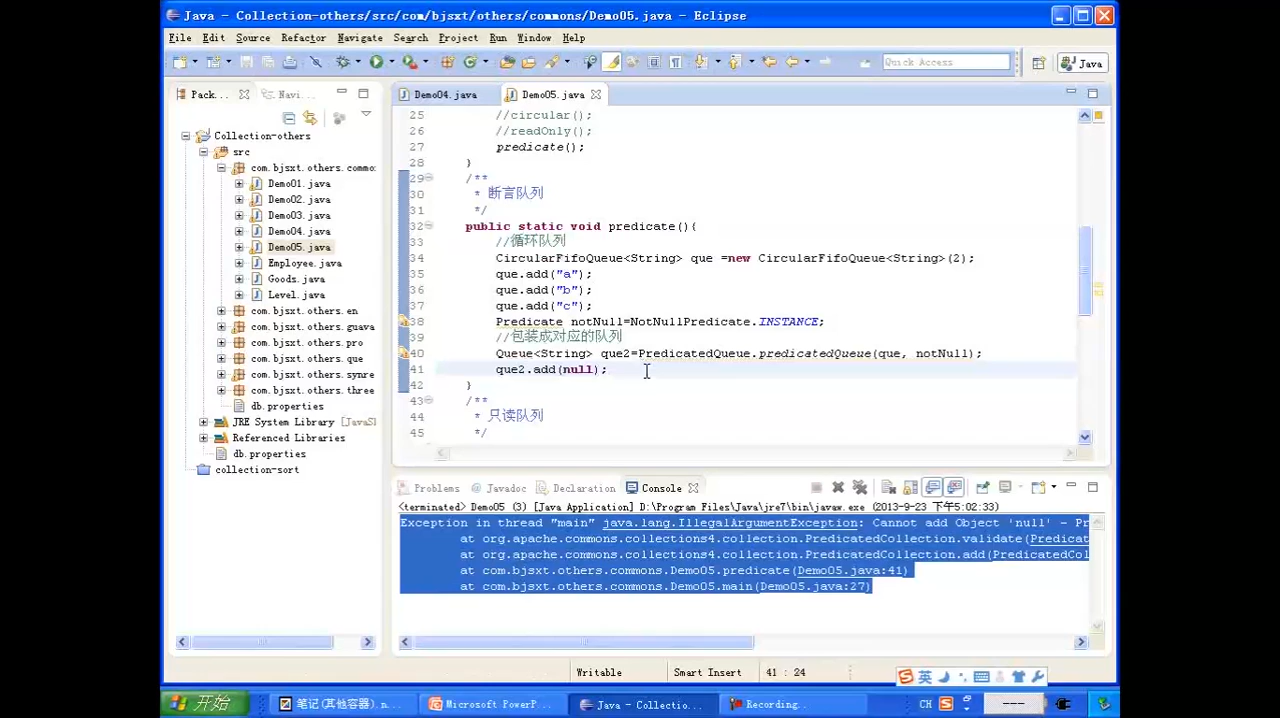 Java - Collection-others/src/com/bjsxt/others/commons/Demo05.java - Eclipse
File Edit Source Refactor Navigate Search Project Run Window Help
Quick Access
Java
Pack...
Navi...
Demo04.java
Demo05.java
Collection-others
src
com.bjsxt.others.commo
Demo01.java
Demo02.java
Demo03.java
Demo04.java
Demo05.java
Employee.java
Goods.java
Level.java
com.bjsxt.others.en
com.bjsxt.others.guava
com.bjsxt.others.pro
com.bjsxt.others.que
com.bjsxt.others.synre
com.bjsxt.others.three
db.properties
JRE System Library [JavaS
Referenced Libraries
db.properties
collection-sort
25 //circular();
26 //readOnly();
27 predicate();
28 }
29 /**
30 * 断言队列
31 */
32 public static void predicate(){
33 //循环队列
34 CircularFifoQueue<String> que =new CircularFifoQueue<String>(2);
35 que.add("a");
36 que.add("b");
37 que.add("c");
38 Predicate notNull=NotNullPredicate.INSTANCE;
39 //包装成对应的队列
40 Queue<String> que2=PredicatedQueue.predicatedQueue(que, notNull);
41 que2.add(null);
42 }
43 /**
44 * 只读队列
45 */
Problems @ Javadoc Declaration Console
<terminated> Demo05 (3) [Java Application] D:\Program Files\Java\jre7\bin\javaw.exe (2013-9-23 下午5:02:33)
Exception in thread "main" java.lang.IllegalArgumentException: Cannot add Object 'null' - Pr
at org.apache.commons.collections4.collection.PredicatedCollection.validate(Predicat
at org.apache.commons.collections4.collection.PredicatedCollection.add(PredicatedCol
at com.bjsxt.others.commons.Demo05.predicate(Demo05.java:41)
at com.bjsxt.others.commons.Demo05.main(Demo05.java:27)
Writable Smart Insert 41 : 24
英
开始
笔记(其他容器).n...
Microsoft PowerP...
Java - Collectio...
Recording...
CH